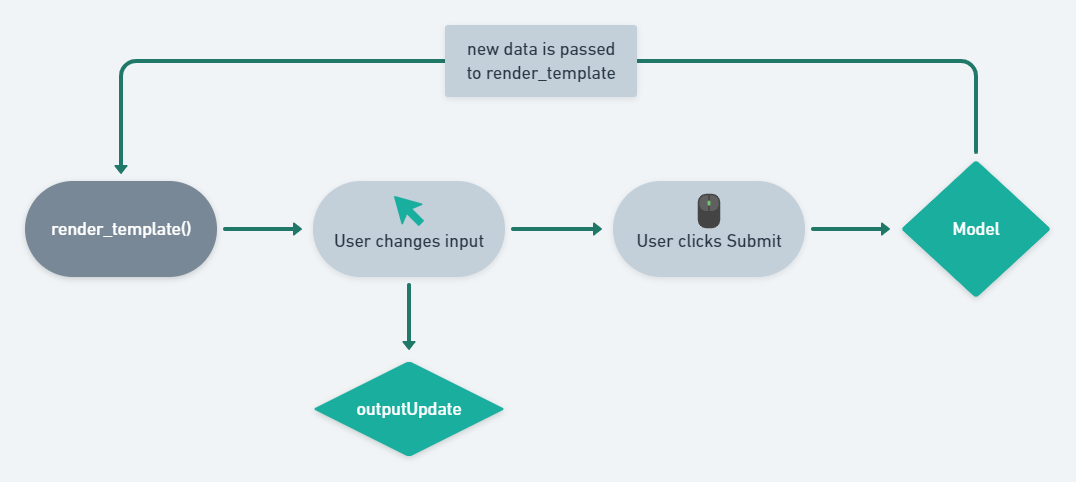 new data is passed
to render_template
render_template()
User changes input
User clicks Submit
Model
outputUpdate